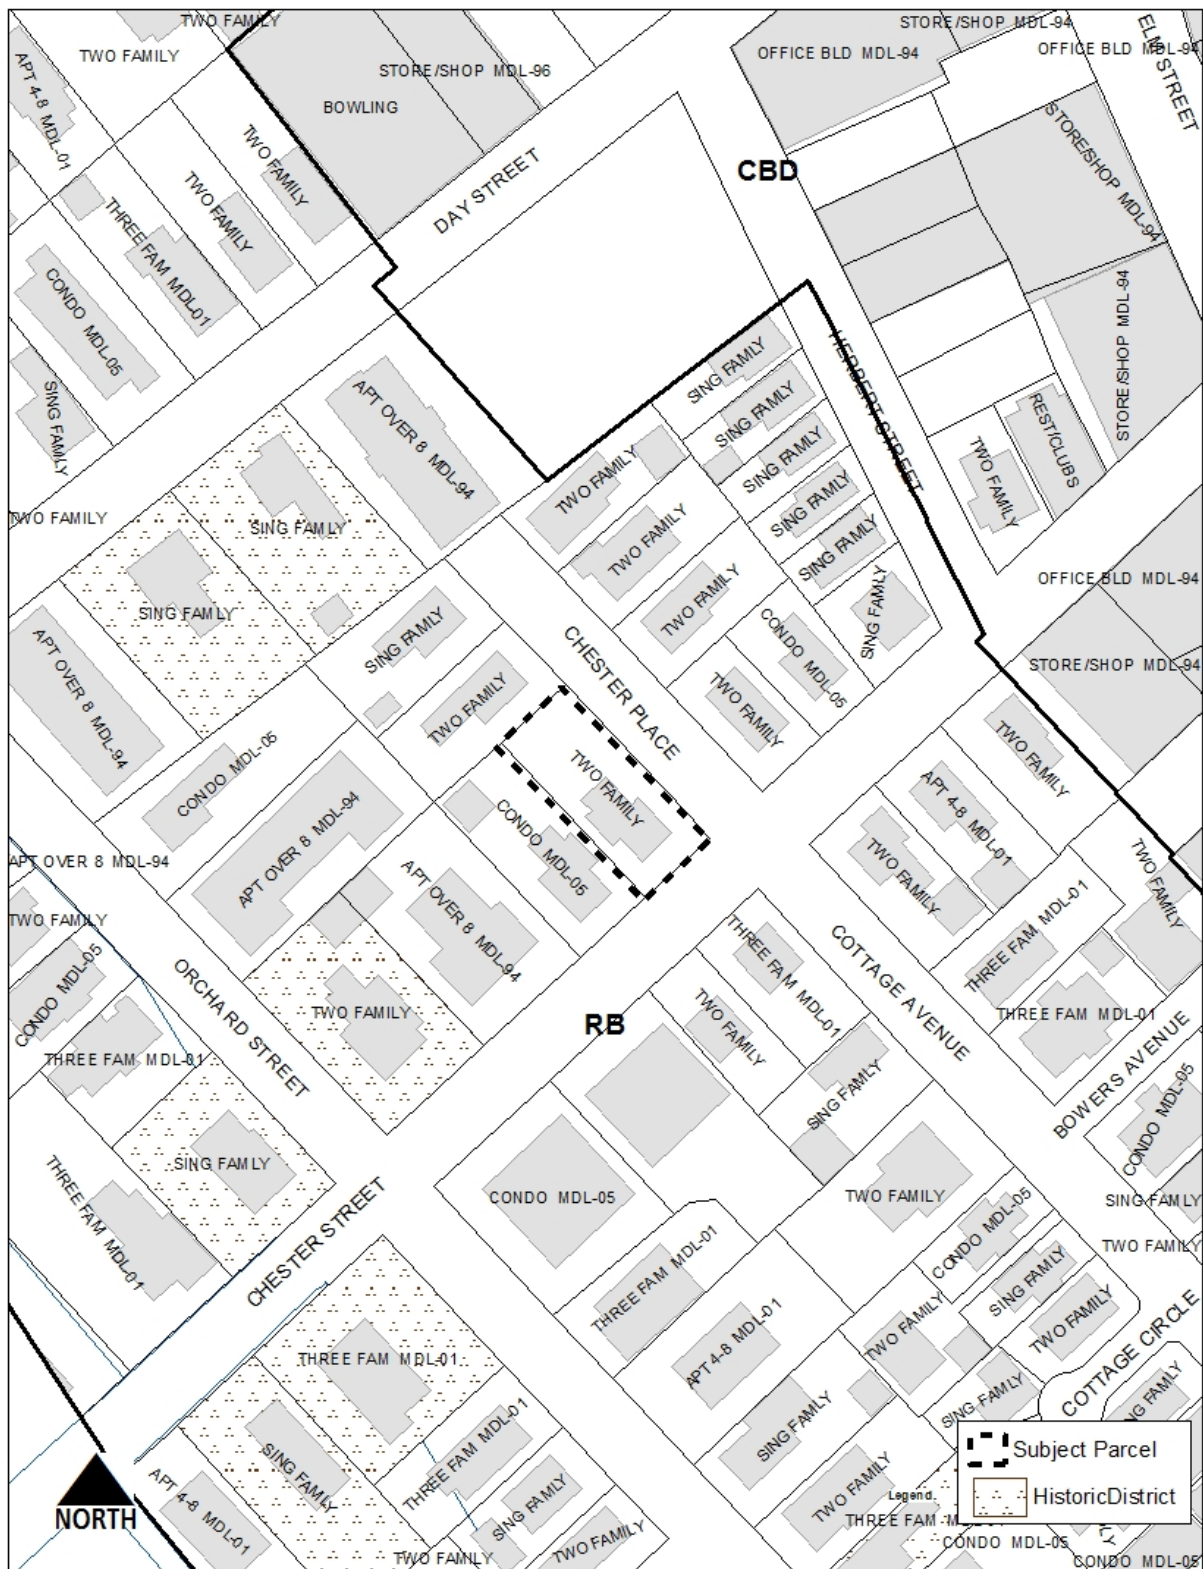 TWO FAMILY
STORE/SHOP MDL-94
TWO FAMILY
OFFICE BLD MDL-94
OFFICE BLD MDL-94
ELM STREET
APT 4-8 MDL-01
STORE/SHOP MDL-96
BOWLING
TWO FAMILY
STORE/SHOP MDL-94
CBD
DAY STREET
TWO FAMILY
THREE FAM MDL-01
CONDO MDL-05
STORE/SHOP MDL-94
SING FAMILY
HERBERT STREET
SING FAMILY
APT OVER 8 MDL-94
SING FAMILY
REST/CLUBS
SING FAMILY
TWO FAMILY
TWO FAMILY
SING FAMILY
TWO FAMILY
SING FAMILY
TWO FAMILY
SING FAMILY
OFFICE BLD MDL-94
TWO FAMILY
SING FAMILY
SING FAMILY
SING FAMILY
CHESTER PLACE
CONDO MDL-05
STORE/SHOP MDL-94
APT OVER 8 MDL-94
TWO FAMILY
TWO FAMILY
TWO FAMILY
CONDO MDL-05
TWO FAMILY
APT 4-8 MDL-01
APT OVER 8 MDL-94
CONDO MDL-05
APT OVER 8 MDL-94
TWO FAMILY
TWO FAMILY
TWO FAMILY
APT OVER 8 MDL-94
THREE FAM MDL-01
COTTAGE AVENUE
THREE FAM MDL-01
CONDO MDL-05
ORCHARD STREET
TWO FAMILY
RB
TWO FAMILY
THREE FAM MDL-01
THREE FAM MDL-01
BOWERS AVENUE
SING FAMILY
CONDO MDL-05
SING FAMILY
THREE FAM MDL-01
CONDO MDL-05
TWO FAMILY
SING FAMILY
CHESTER STREET
CONDO MDL-05
TWO FAMILY
THREE FAM MDL-01
SING FAMILY
TWO FAMILY
COTTAGE CIRCLE
THREE FAM MDL-01
APT 4-8 MDL-01
TWO FAMILY
SING FAMILY
SING FAMILY
SING FAMILY
THREE FAM MDL-01
Subject Parcel
NORTH
APT 4-8 MDL-01
SING FAMILY
TWO FAMILY
Legend
HistoricDistrict
THREE FAM
CONDO MDL-05
TWO FAMILY
TWO FAMILY
CONDO MDL-05